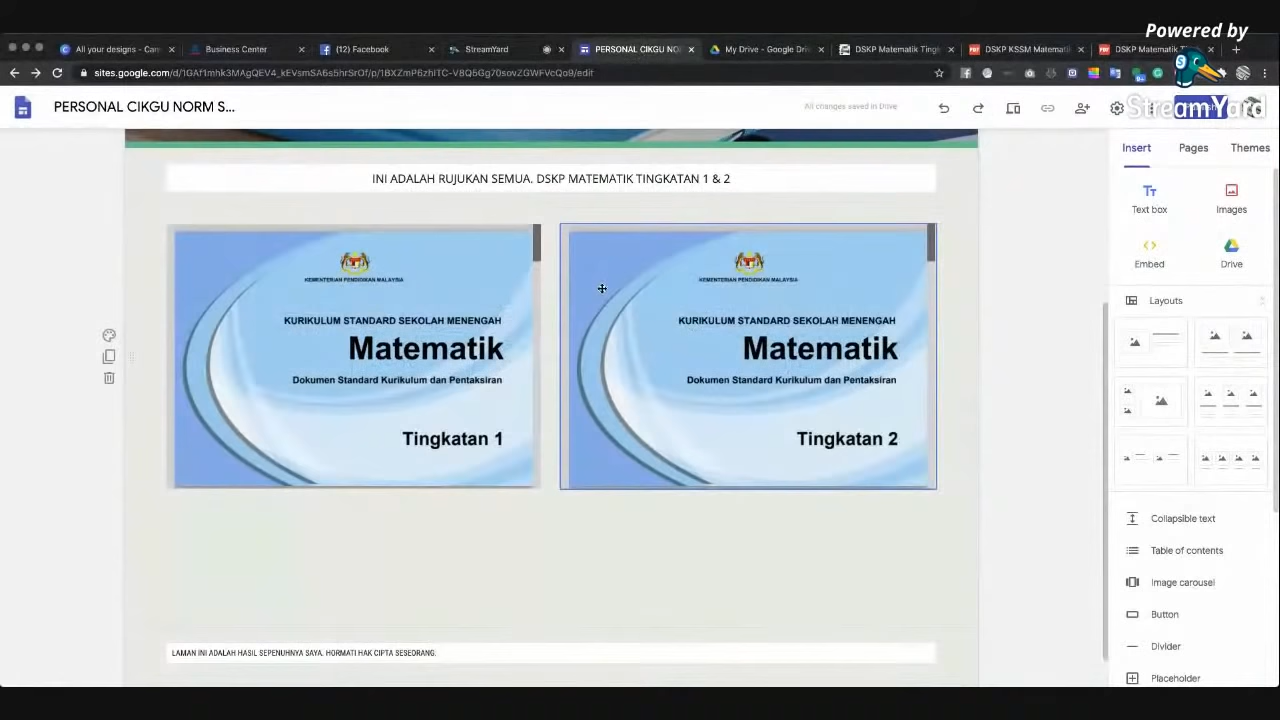 Powered by
StreamYard
All your designs - Can
Business Center
(12) Facebook
StreamYard
PERSONAL CIKGU NO
My Drive - Google Dri
DSKP Matematik Ting
DSKP KSSM Matemati
DSKP Matematik
PERSONAL CIKGU NORM S...
All changes saved in Drive
Insert
Pages
Themes
INI ADALAH RUJUKAN SEMUA. DSKP MATEMATIK TINGKATAN 1 & 2
Text box
Images
Embed
Drive
Layouts
KEMENTERIAN PENDIDIKAN MALAYSIA
KURIKULUM STANDARD SEKOLAH MENENGAH
Matematik
Dokumen Standard Kurikulum dan Pentaksiran
Tingkatan 1
KEMENTERIAN PENDIDIKAN MALAYSIA
KURIKULUM STANDARD SEKOLAH MENENGAH
Matematik
Dokumen Standard Kurikulum dan Pentaksiran
Tingkatan 2
Collapsible text
Table of contents
Image carousel
Button
Divider
Placeholder
LAMAN INI ADALAH HASIL SEPENUHNYA SAYA. HORMATI HAK CIPTA SESEORANG.